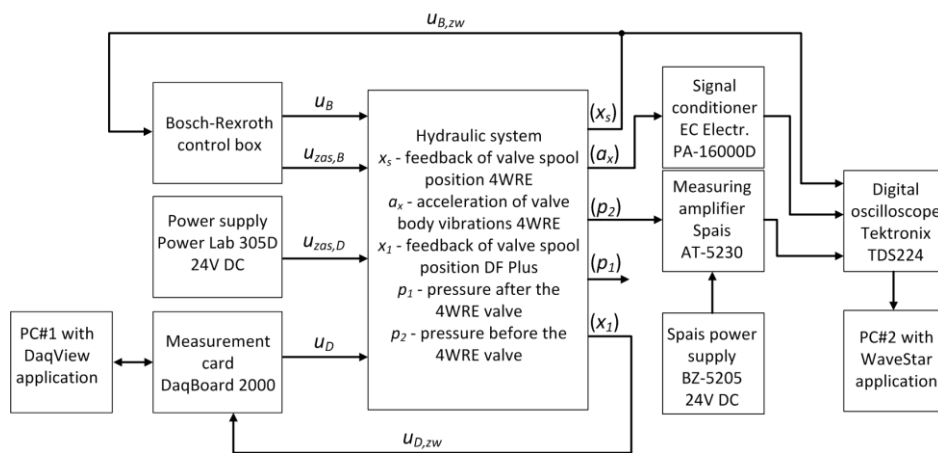 u_B,zw
Bosch-Rexroth
control box
u_B
u_zas,B
Power supply
Power Lab 305D
24V DC
u_zas,D
PC#1 with
DaqView
application
Measurement
card
DaqBoard 2000
u_D
u_D,zw
Hydraulic system
x_s - feedback of valve spool
position 4WRE
a_x - acceleration of valve
body vibrations 4WRE
x_1 - feedback of valve spool
position DF Plus
p_1 - pressure after the
4WRE valve
p_2 - pressure before the
4WRE valve
(x_s)
(a_x)
(p_2)
(p_1)
(x_1)
Signal
conditioner
EC Electr.
PA-16000D
Measuring
amplifier
Spais
AT-5230
Spais power
supply
BZ-5205
24V DC
Digital
oscilloscope
Tektronix
TDS224
PC#2 with
WaveStar
application